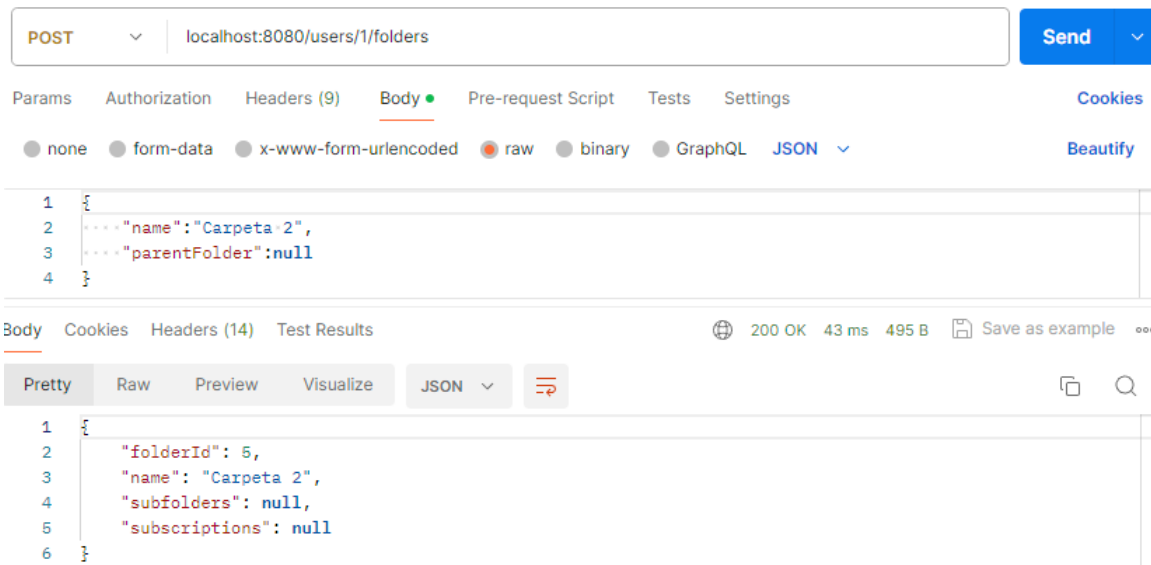 POST localhost:8080/users/1/folders Send
Params Authorization Headers (9) Body Pre-request Script Tests Settings Cookies
none form-data x-www-form-urlencoded raw binary GraphQL JSON Beautify
1 {
2 "name":"Carpeta 2",
3 "parentFolder":null
4 }
Body Cookies Headers (14) Test Results 200 OK 43 ms 495 B Save as example
Pretty Raw Preview Visualize JSON
1 {
2 "folderId": 5,
3 "name": "Carpeta 2",
4 "subfolders": null,
5 "subscriptions": null
6 }